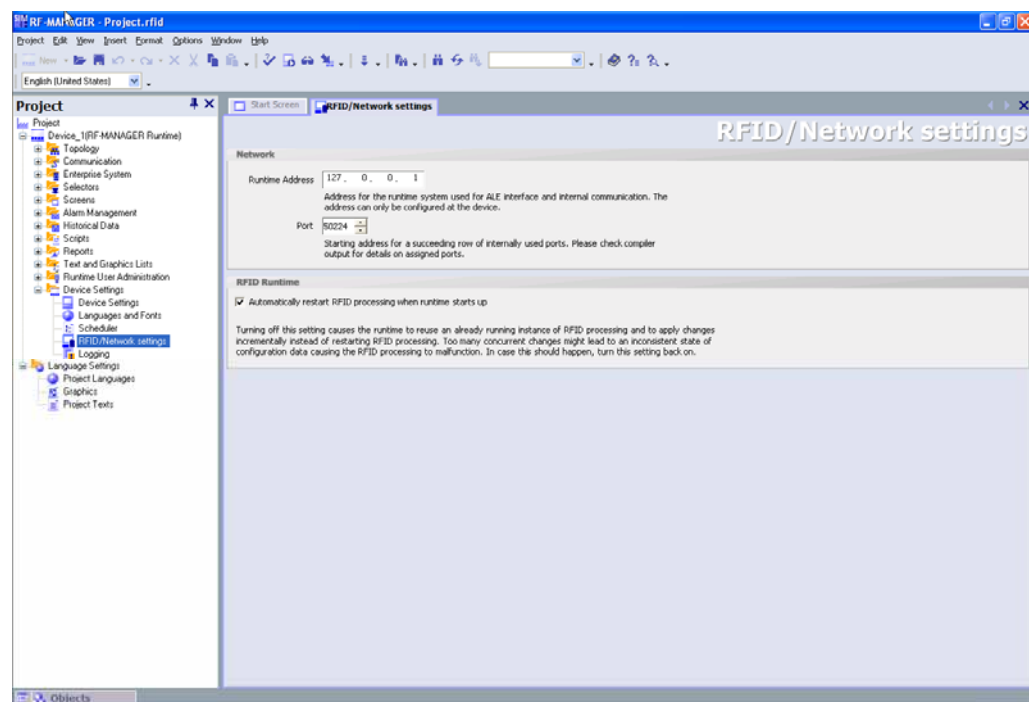 RF-MANAGER - Project.rfid
Project Edit View Insert Format Options Window Help
New
English (United States)
Project
Start Screen
RFID/Network settings
Project
Device_1(RF-MANAGER Runtime)
Topology
Communication
Enterprise System
Selectors
Screens
Alarm Management
Historical Data
Scripts
Reports
Text and Graphics Lists
Runtime User Administration
Device Settings
Device Settings
Languages and Fonts
Scheduler
RFID/Network settings
Logging
Language Settings
Project Languages
Graphics
Project Texts
RFID/Network settings
Network
Runtime Address 127. 0. 0. 1
Address for the runtime system used for ALE interface and internal communication. The
address can only be configured at the device.
Port 50224
Starting address for a succeeding row of internally used ports. Please check compiler
output for details on assigned ports.
RFID Runtime
Automatically restart RFID processing when runtime starts up
Turning off this setting causes the runtime to reuse an already running instance of RFID processing and to apply changes
incrementally instead of restarting RFID processing. Too many concurrent changes might lead to an inconsistent state of
configuration data causing the RFID processing to malfunction. In case this should happen, turn this setting back on.
Objects